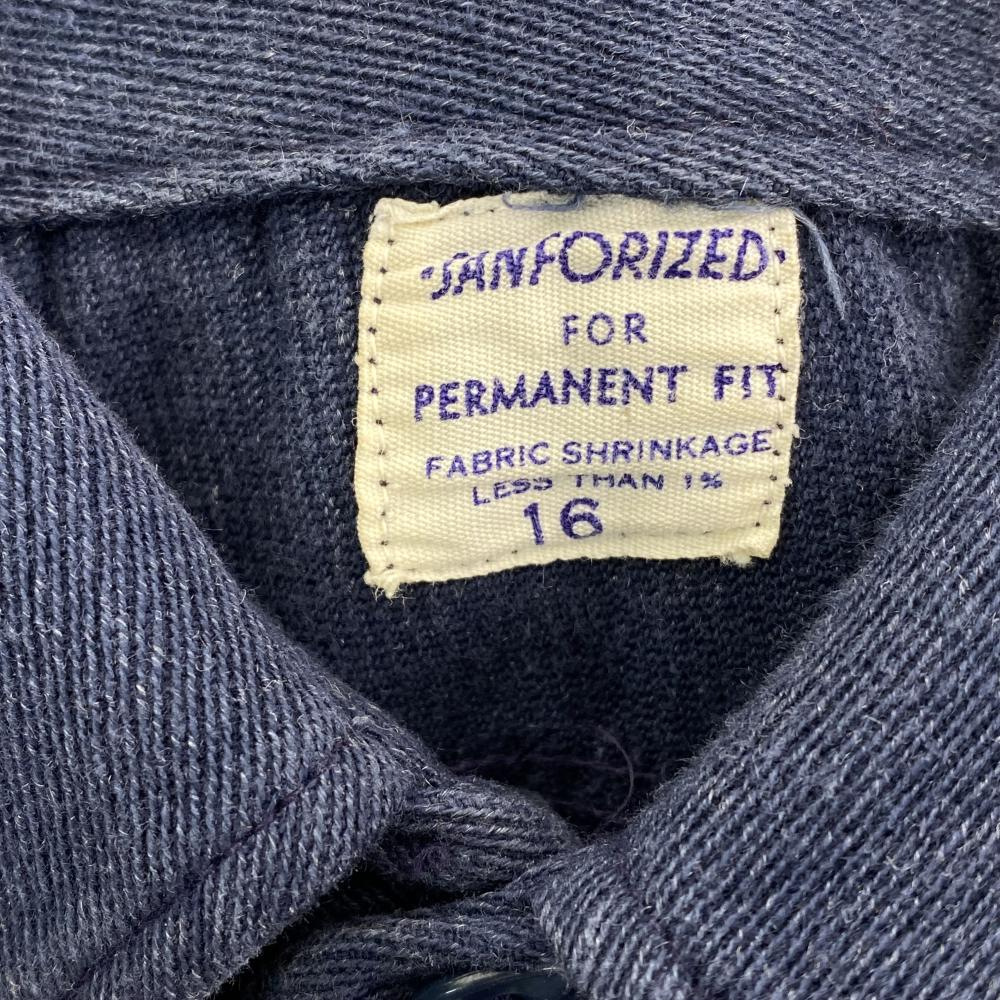 ·SANFORIZED·
FOR
PERMANENT FIT
FABRIC SHRINKAGE
LESS THAN 1%
16